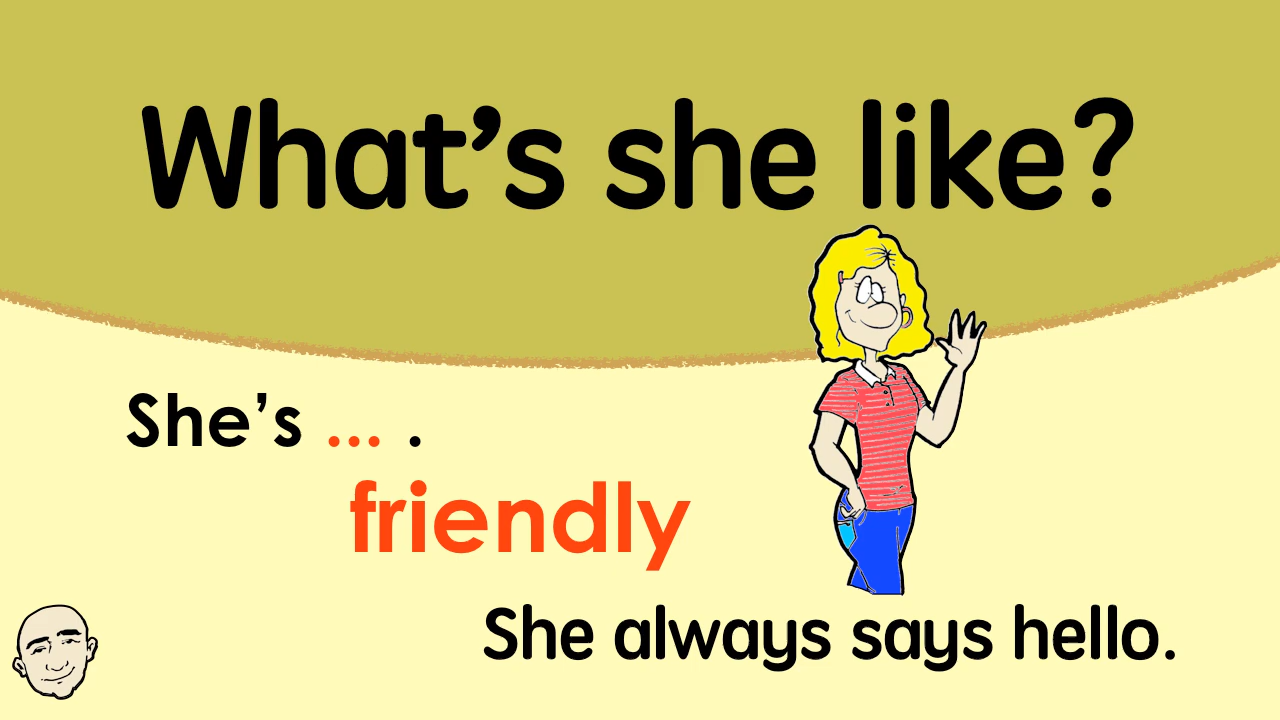 What's she like?
She's ... .
friendly
She always says hello.